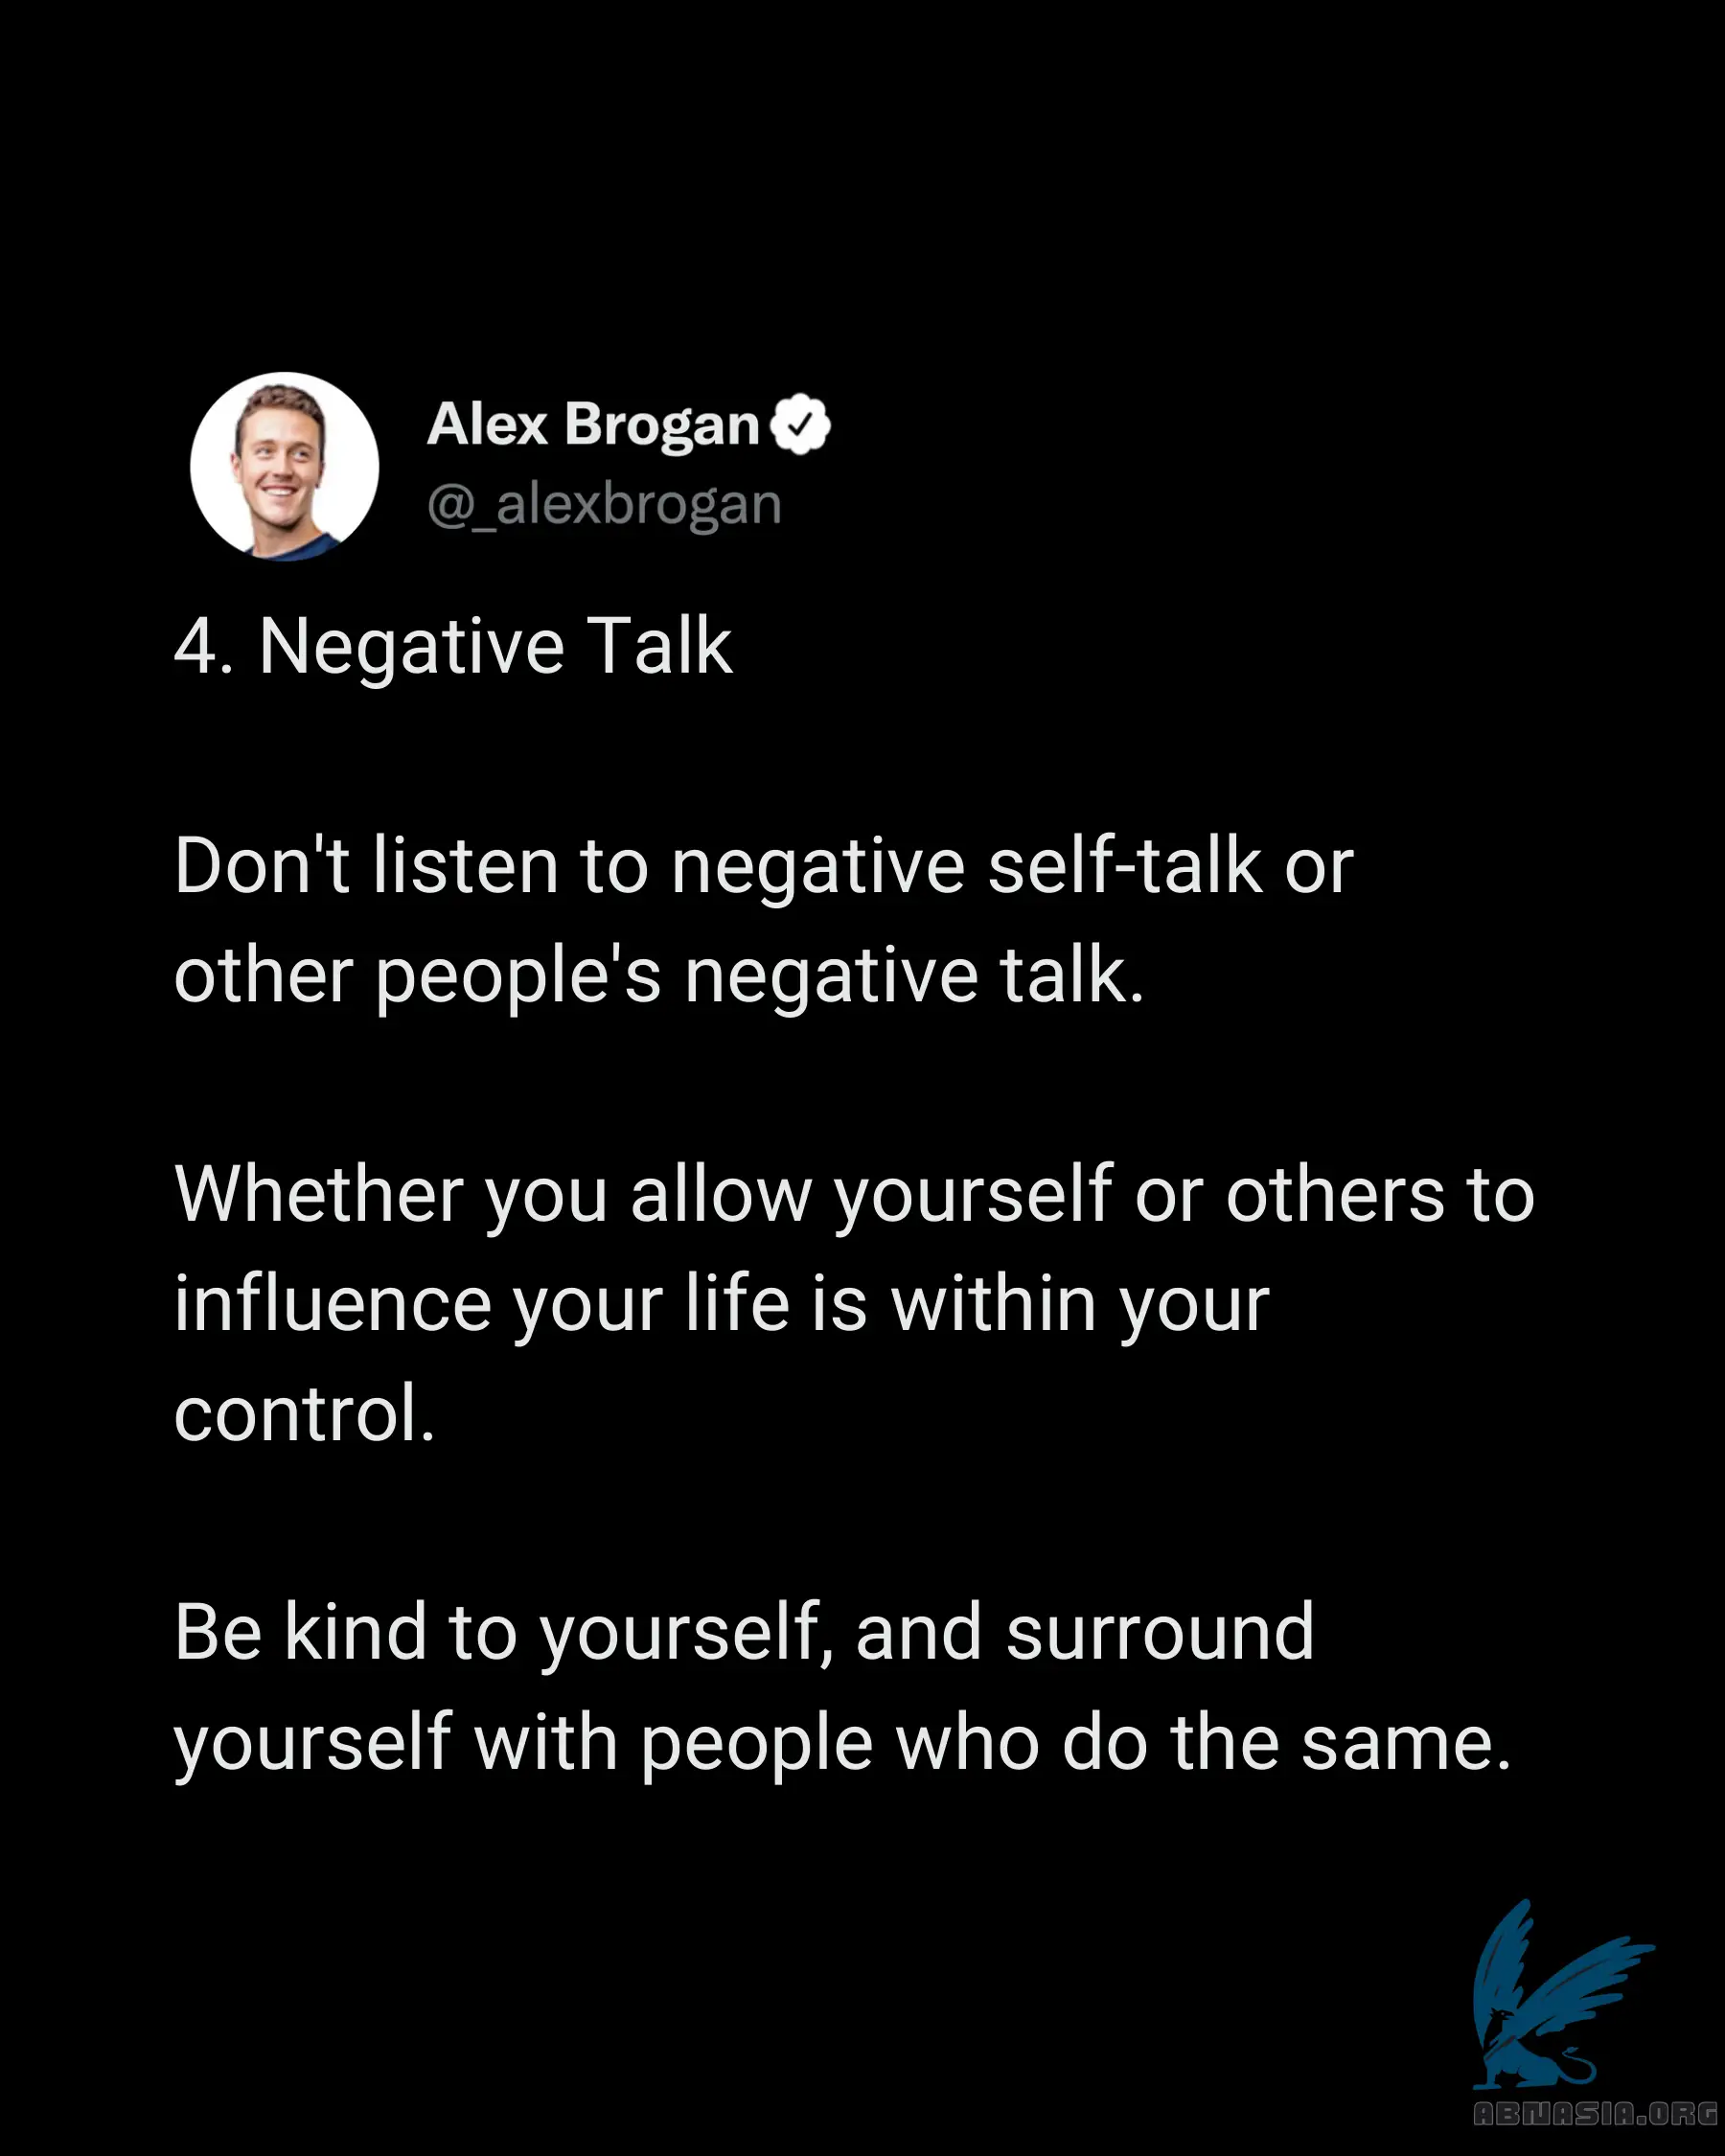 Alex Brogan
@_alexbrogan
4. Negative Talk
Don't listen to negative self-talk or
other people's negative talk.
Whether you allow yourself or others to
influence your life is within your
control.
Be kind to yourself, and surround
yourself with people who do the same.
ABNASIA.ORG